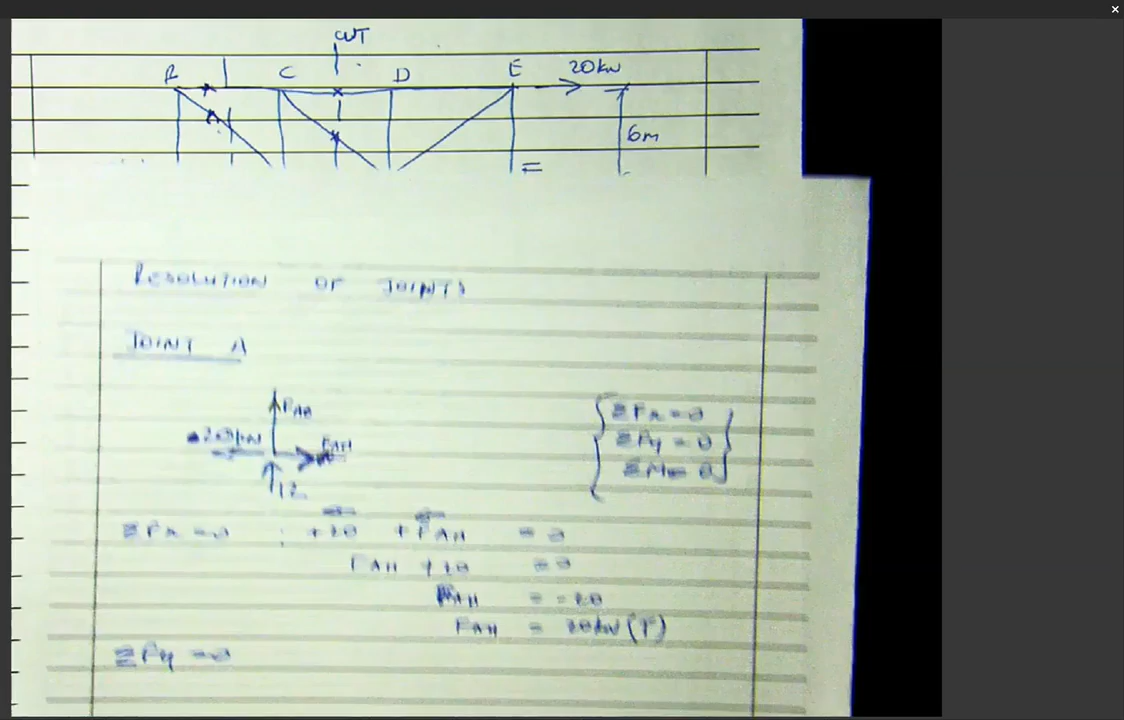 CUT
B C D E 20kN
6m
RESOLUTION OF JOINTS
JOINT A
FAB
20kN FAH
12
ΣFx = 0
ΣFy = 0
ΣM = 0
ΣFx = 0 : +20 + FAH = 0
FAH + 20 = 0
FAH = -20
FAH = 20kN (T)
ΣFy = 0